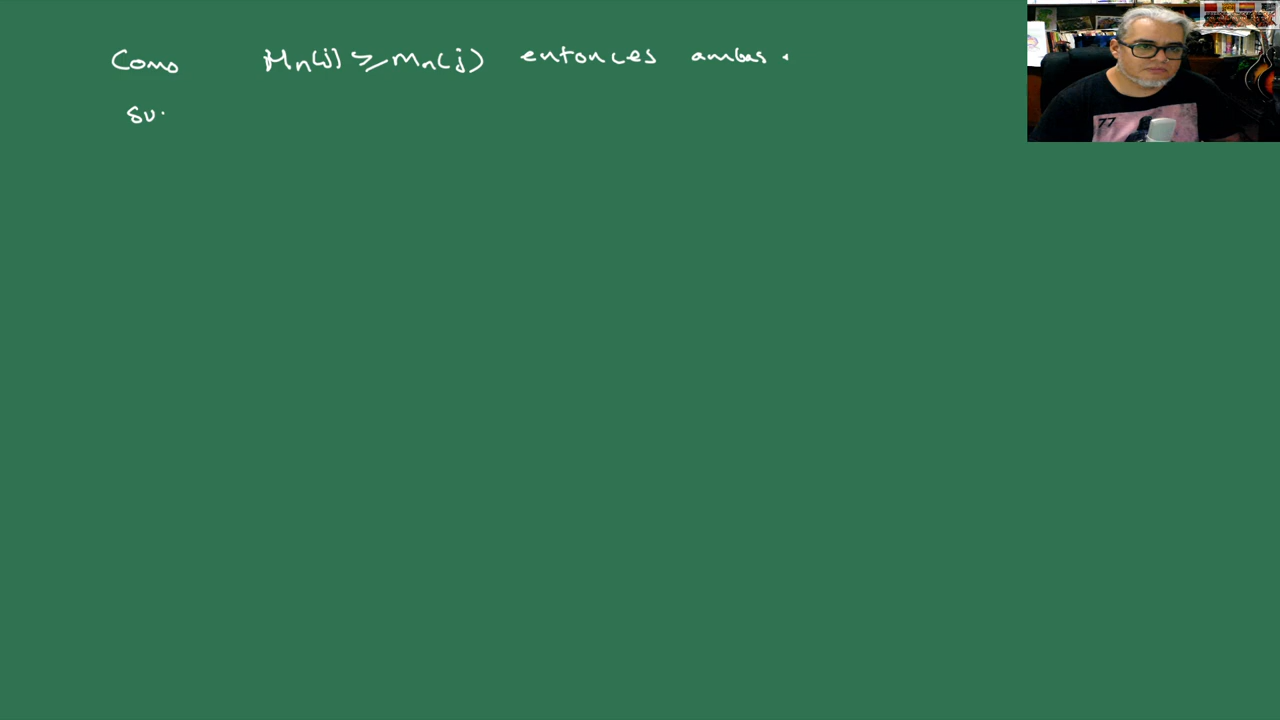 Como Mn(j) ≥ mn(j) entonces ambas
su